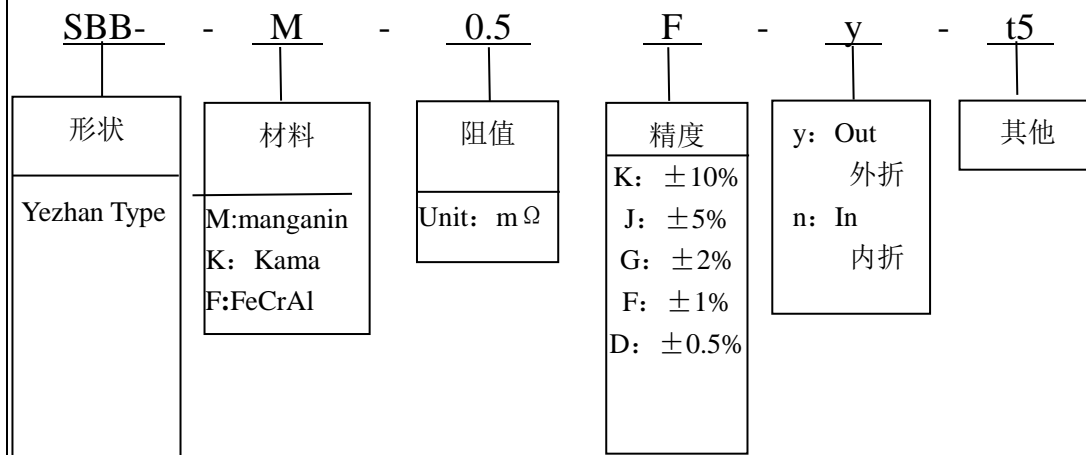 SBB- - M - 0.5 F - y - t5
形状
Yezhan Type
材料
M:manganin
K： Kama
F:FeCrAl
阻值
Unit：mΩ
精度
K： ±10%
J： ±5%
G： ±2%
F： ±1%
D： ±0.5%
y： Out
外折
n： In
内折
其他